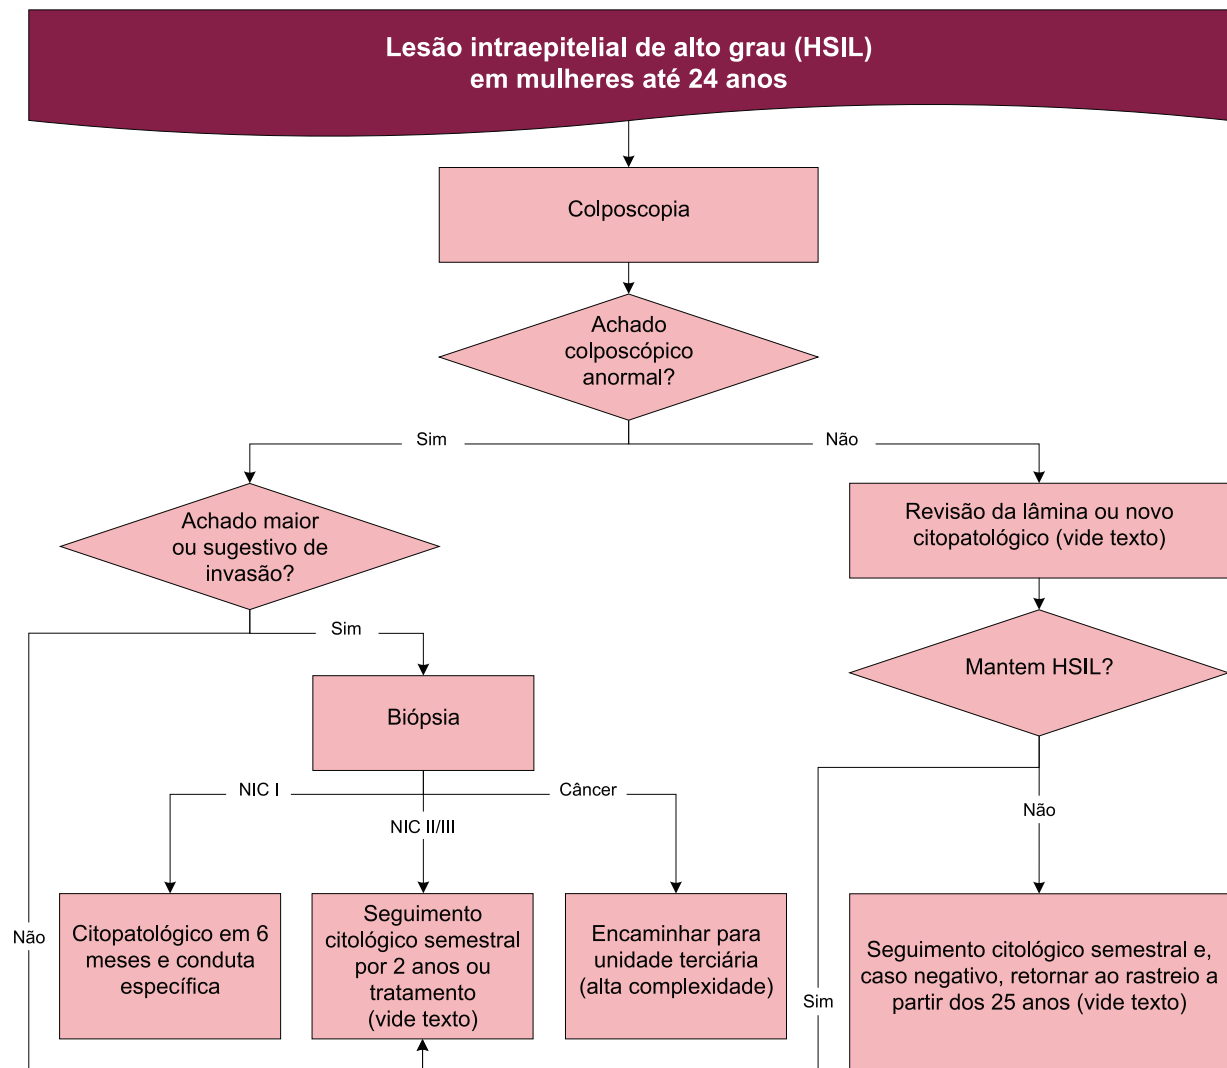 Lesão intraepitelial de alto grau (HSIL)
em mulheres até 24 anos
Colposcopia
Achado
colposcópico
anormal?
Sim
Não
Achado maior
ou sugestivo de
invasão?
Revisão da lâmina ou novo
citopatológico (vide texto)
Sim
Mantem HSIL?
Biópsia
NIC I
Câncer
NIC II/III
Não
Não
Citopatológico em 6
meses e conduta
específica
Seguimento
citológico semestral
por 2 anos ou
tratamento
(vide texto)
Encaminhar para
unidade terciária
(alta complexidade)
Sim
Seguimento citológico semestral e,
caso negativo, retornar ao rastreio a
partir dos 25 anos (vide texto)